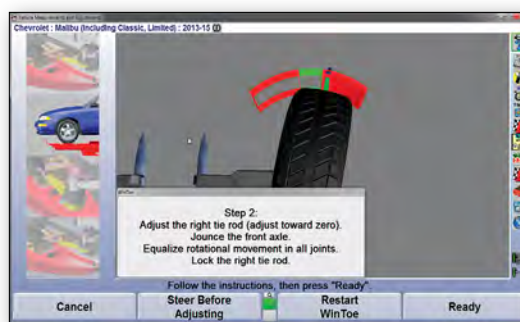 Chevrolet : Malibu (Including Classic, Limited) : 2013-15
WinToe
Step 2:
Adjust the right tie rod (adjust toward zero).
Jounce the front axle.
Equalize rotational movement in all joints.
Lock the right tie rod.
Follow the instructions, then press "Ready".
Cancel
Steer Before
Adjusting
Restart
WinToe
Ready